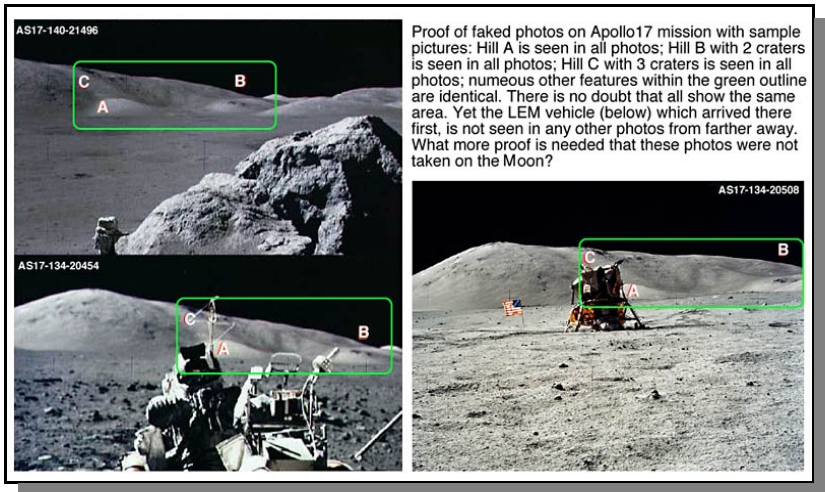 AS17-140-21496
C
B
A
Proof of faked photos on Apollo17 mission with sample
pictures: Hill A is seen in all photos; Hill B with 2 craters
is seen in all photos; Hill C with 3 craters is seen in all
photos; numeous other features within the green outline
are identical. There is no doubt that all show the same
area. Yet the LEM vehicle (below) which arrived there
first, is not seen in any other photos from farther away.
What more proof is needed that these photos were not
taken on the Moon?
AS17-134-20454
C
B
A
AS17-134-20508
B
C
A